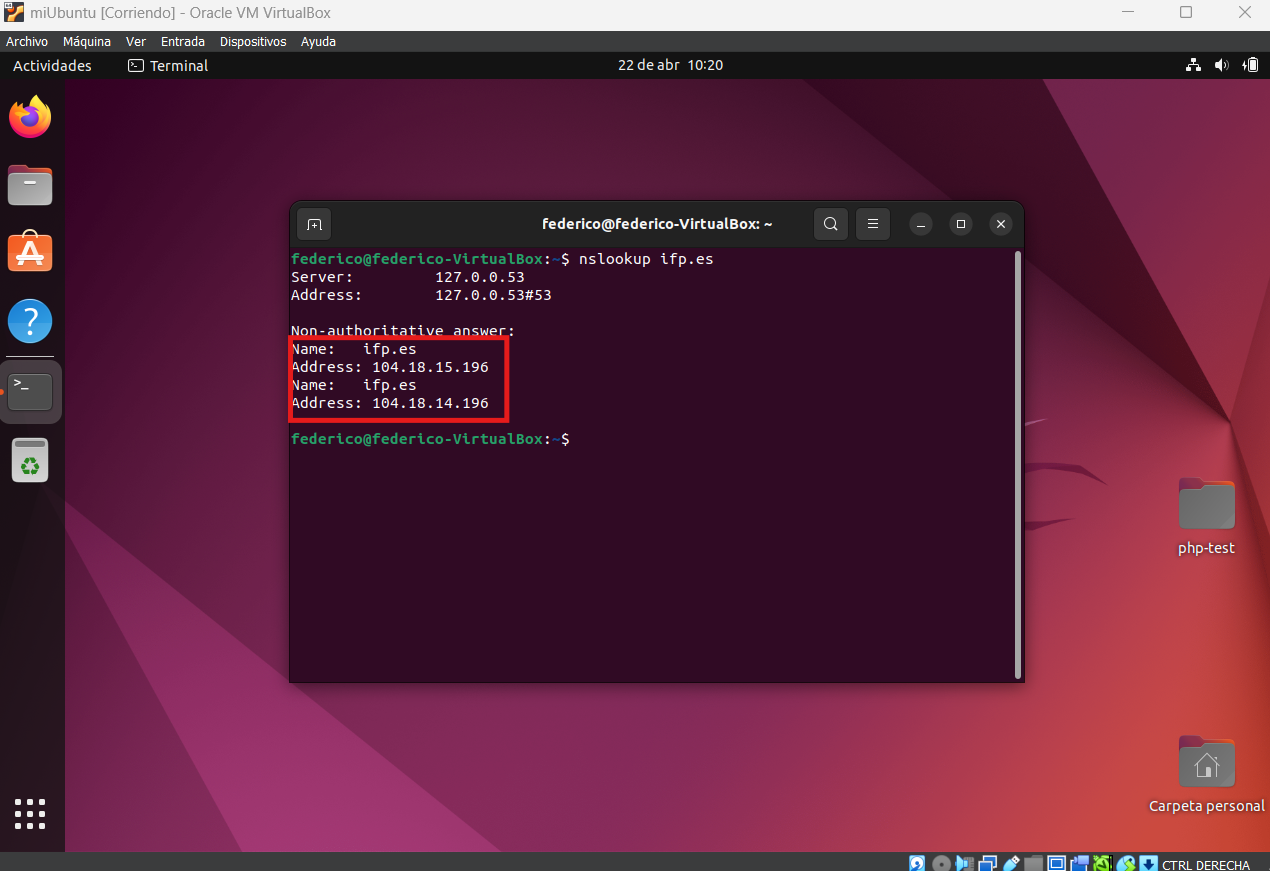 miUbuntu [Corriendo] - Oracle VM VirtualBox
Archivo Máquina Ver Entrada Dispositivos Ayuda
Actividades Terminal 22 de abr 10:20
federico@federico-VirtualBox: ~
federico@federico-VirtualBox:~$ nslookup ifp.es
Server: 127.0.0.53
Address: 127.0.0.53#53
Non-authoritative answer:
Name: ifp.es
Address: 104.18.15.196
Name: ifp.es
Address: 104.18.14.196
federico@federico-VirtualBox:~$
php-test
Carpeta personal
CTRL DERECHA